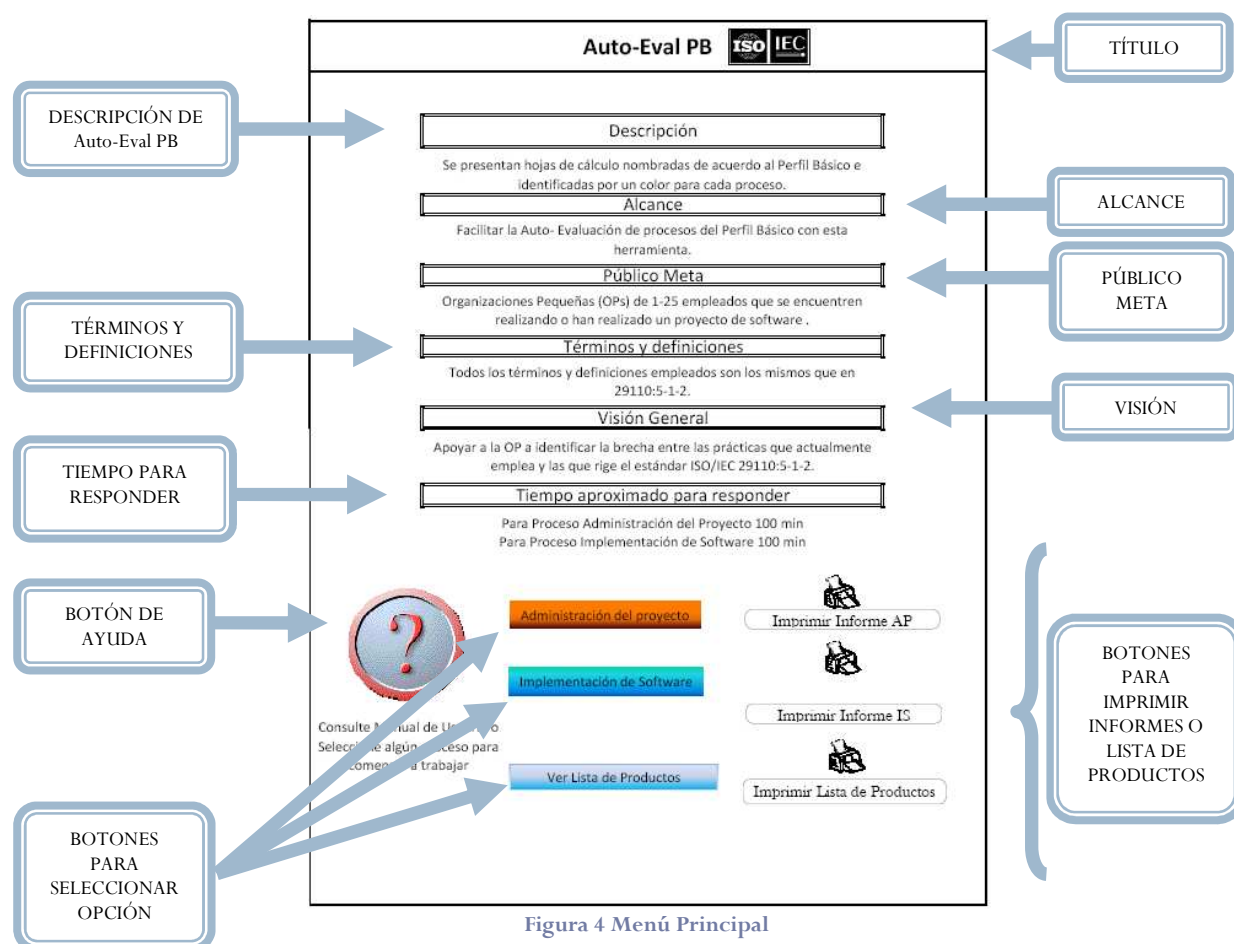 Auto-Eval PB ISO IEC
TÍTULO
DESCRIPCIÓN DE
Auto-Eval PB
Descripción
Se presentan hojas de cálculo nombradas de acuerdo al Perfil Básico e
identificadas por un color para cada proceso.
Alcance
ALCANCE
Facilitar la Auto- Evaluación de procesos del Perfil Básico con esta
herramienta.
Público Meta
PÚBLICO
META
Organizaciones Pequeñas (OPs) de 1-25 empleados que se encuentren
realizando o han realizado un proyecto de software .
TÉRMINOS Y
DEFINICIONES
Términos y definiciones
Todos los términos y definiciones empleados son los mismos que en
29110:5-1-2.
Visión General
VISIÓN
Apoyar a la OP a identificar la brecha entre las prácticas que actualmente
emplea y las que rige el estándar ISO/IEC 29110:5-1-2.
TIEMPO PARA
RESPONDER
Tiempo aproximado para responder
Para Proceso Administración del Proyecto 100 min
Para Proceso Implementación de Software 100 min
BOTÓN DE
AYUDA
?
Administración del proyecto
Imprimir Informe AP
Implementación de Software
Imprimir Informe IS
Consulte de
algún para
trabajar
Ver Lista de Productos
Imprimir Lista de Productos
BOTONES
PARA
IMPRIMIR
INFORMES O
LISTA DE
PRODUCTOS
BOTONES
PARA
SELECCIONAR
OPCIÓN
Figura 4 Menú Principal